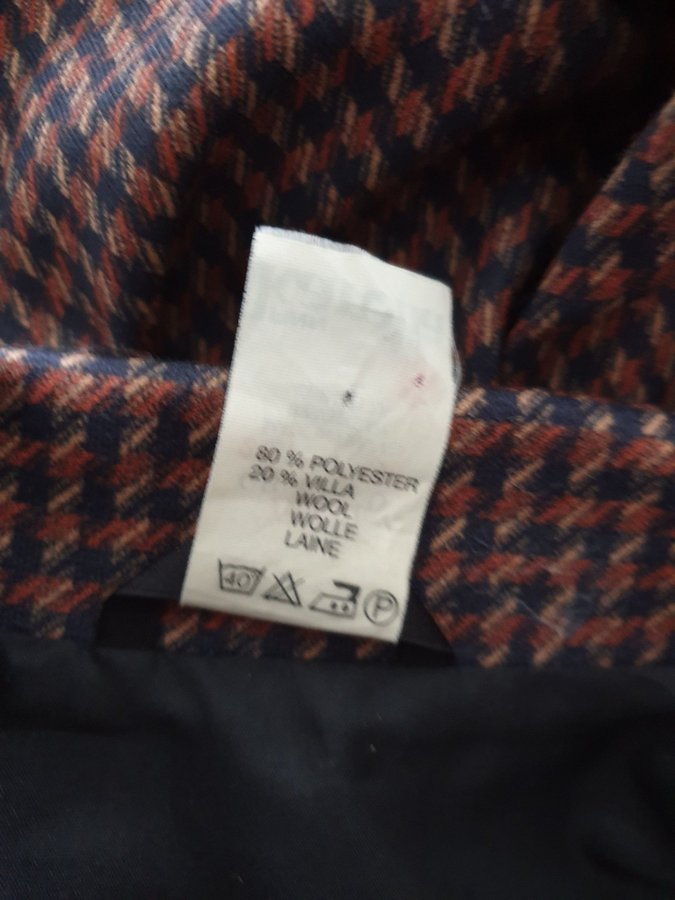 80 % POLYESTER
20 % VILLA
WOOL
WOLLE
LAINE
40
P